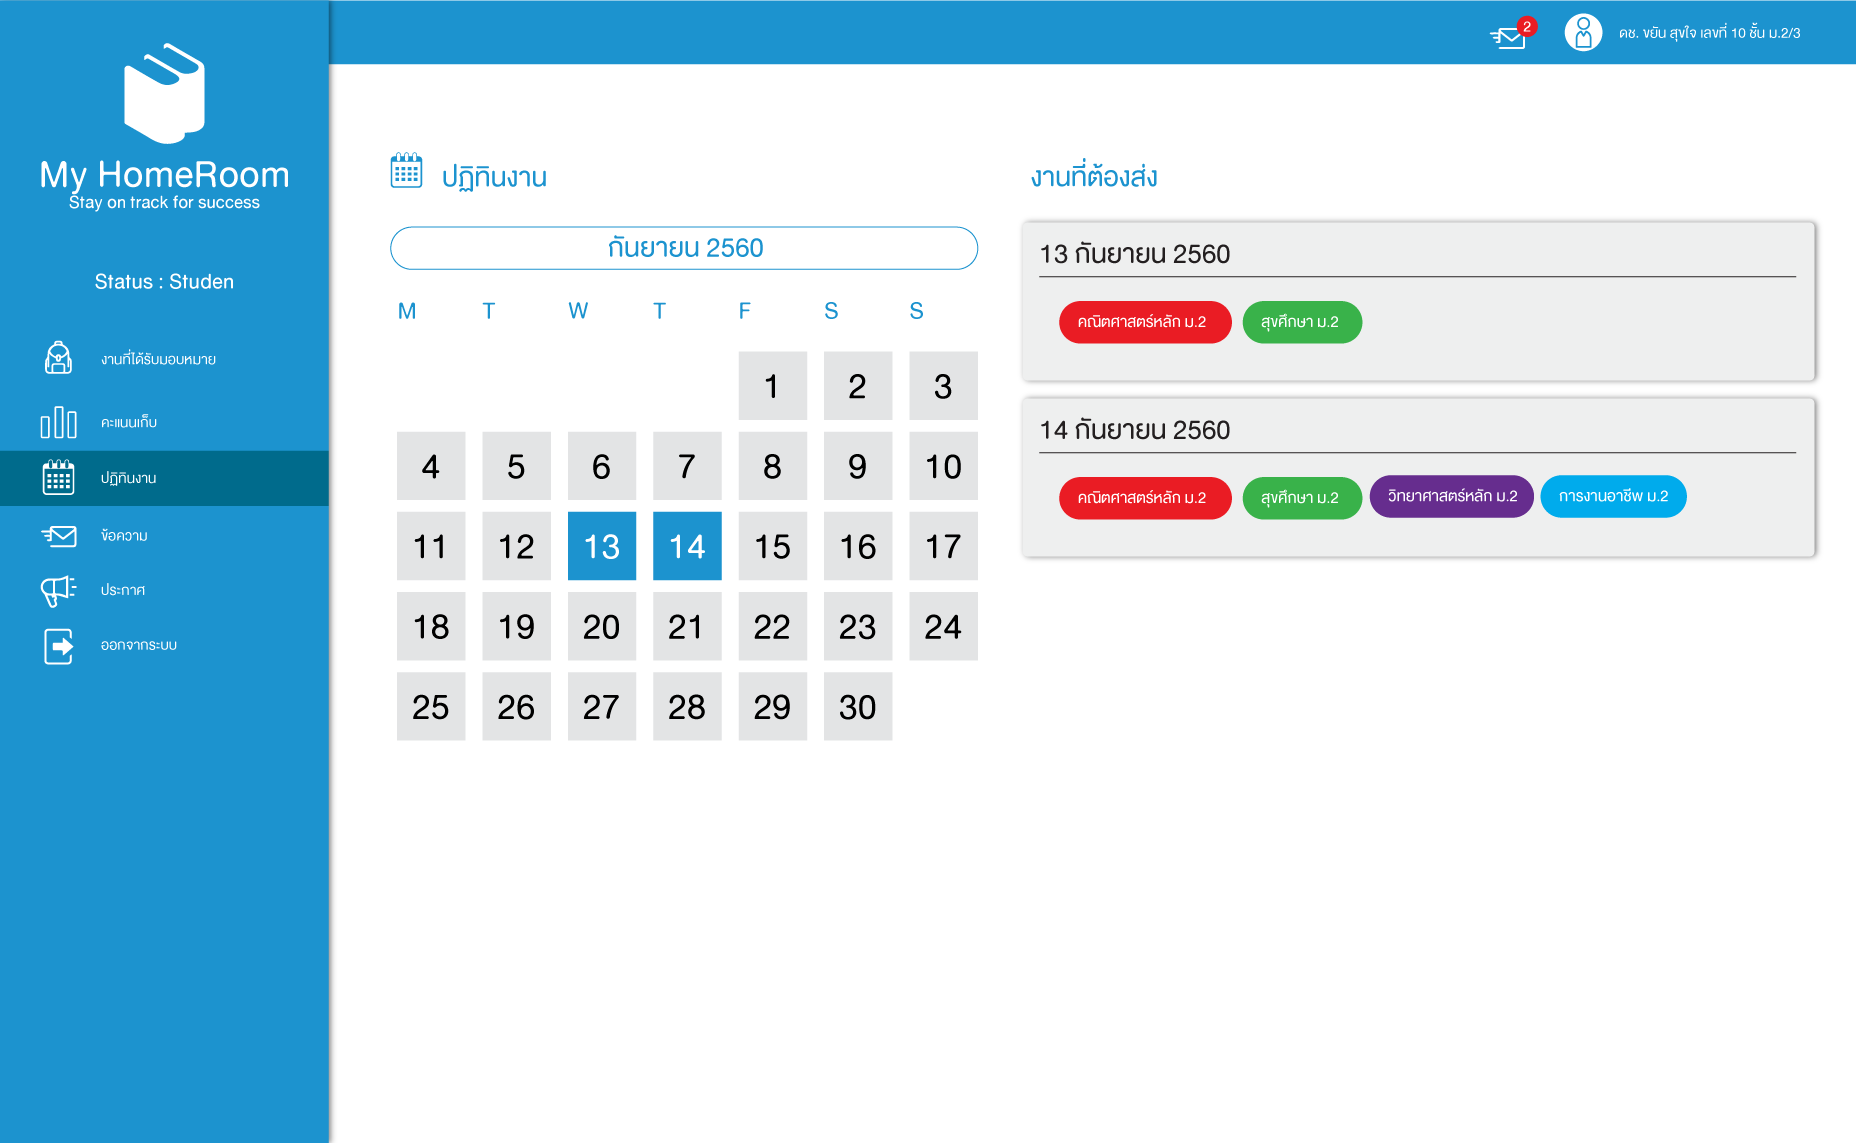 My HomeRoom
Stay on track for success
Status : Studen
งานที่ได้รับมอบหมาย
คะแนนเก็บ
ปฏิทินงาน
ข้อความ
ประกาศ
ออกจากระบบ
2
ดช. ขยัน สุขใจ เลขที่ 10 ชั้น ม.2/3
ปฏิทินงาน
กันยายน 2560
M T W T F S S
1 2 3
4 5 6 7 8 9 10
11 12 13 14 15 16 17
18 19 20 21 22 23 24
25 26 27 28 29 30
งานที่ต้องส่ง
13 กันยายน 2560
คณิตศาสตร์หลัก ม.2 สุขศึกษา ม.2
14 กันยายน 2560
คณิตศาสตร์หลัก ม.2 สุขศึกษา ม.2 วิทยาศาสตร์หลัก ม.2 การงานอาชีพ ม.2